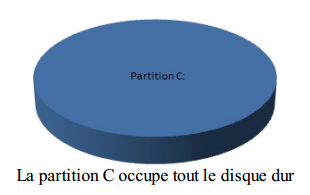 Partition C:
La partition C occupe tout le disque dur